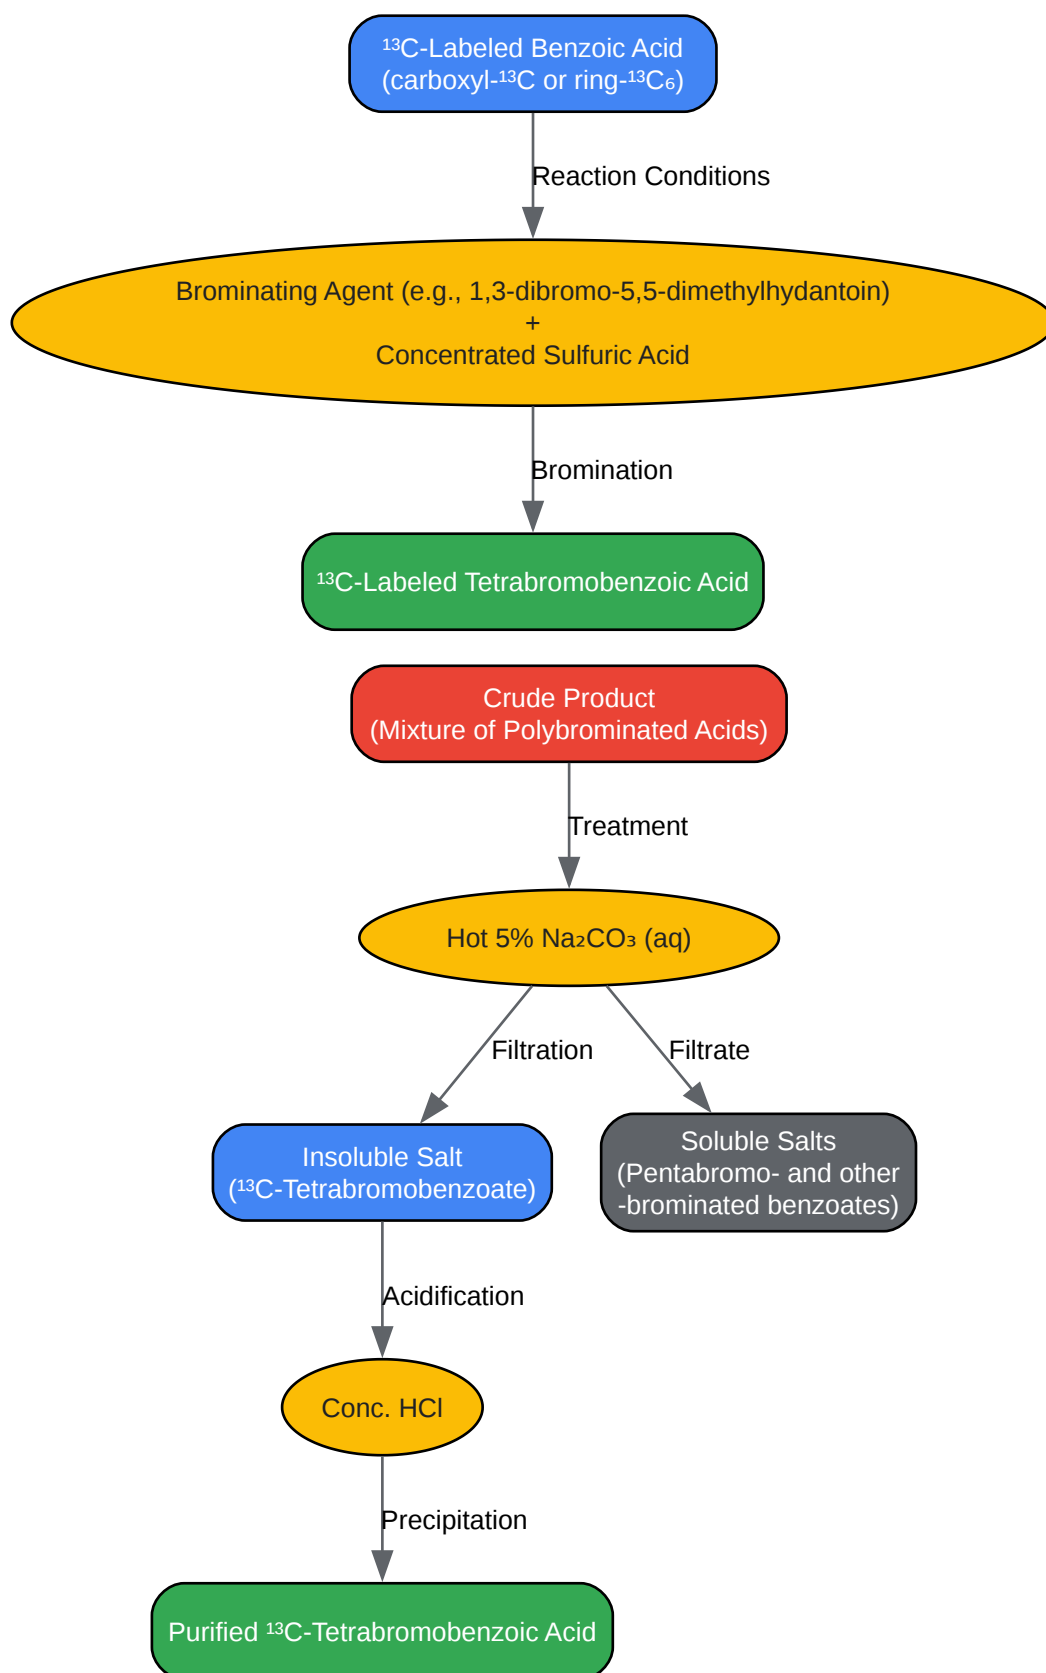 ¹³C-Labeled Benzoic Acid
(carboxyl-¹³C or ring-¹³C₆)
Reaction Conditions
Brominating Agent (e.g., 1,3-dibromo-5,5-dimethylhydantoin)
+
Concentrated Sulfuric Acid
Bromination
¹³C-Labeled Tetrabromobenzoic Acid
Crude Product
(Mixture of Polybrominated Acids)
Treatment
Hot 5% Na₂CO₃ (aq)
Filtration
Filtrate
Insoluble Salt
(¹³C-Tetrabromobenzoate)
Soluble Salts
(Pentabromo- and other
-brominated benzoates)
Acidification
Conc. HCl
Precipitation
Purified ¹³C-Tetrabromobenzoic Acid